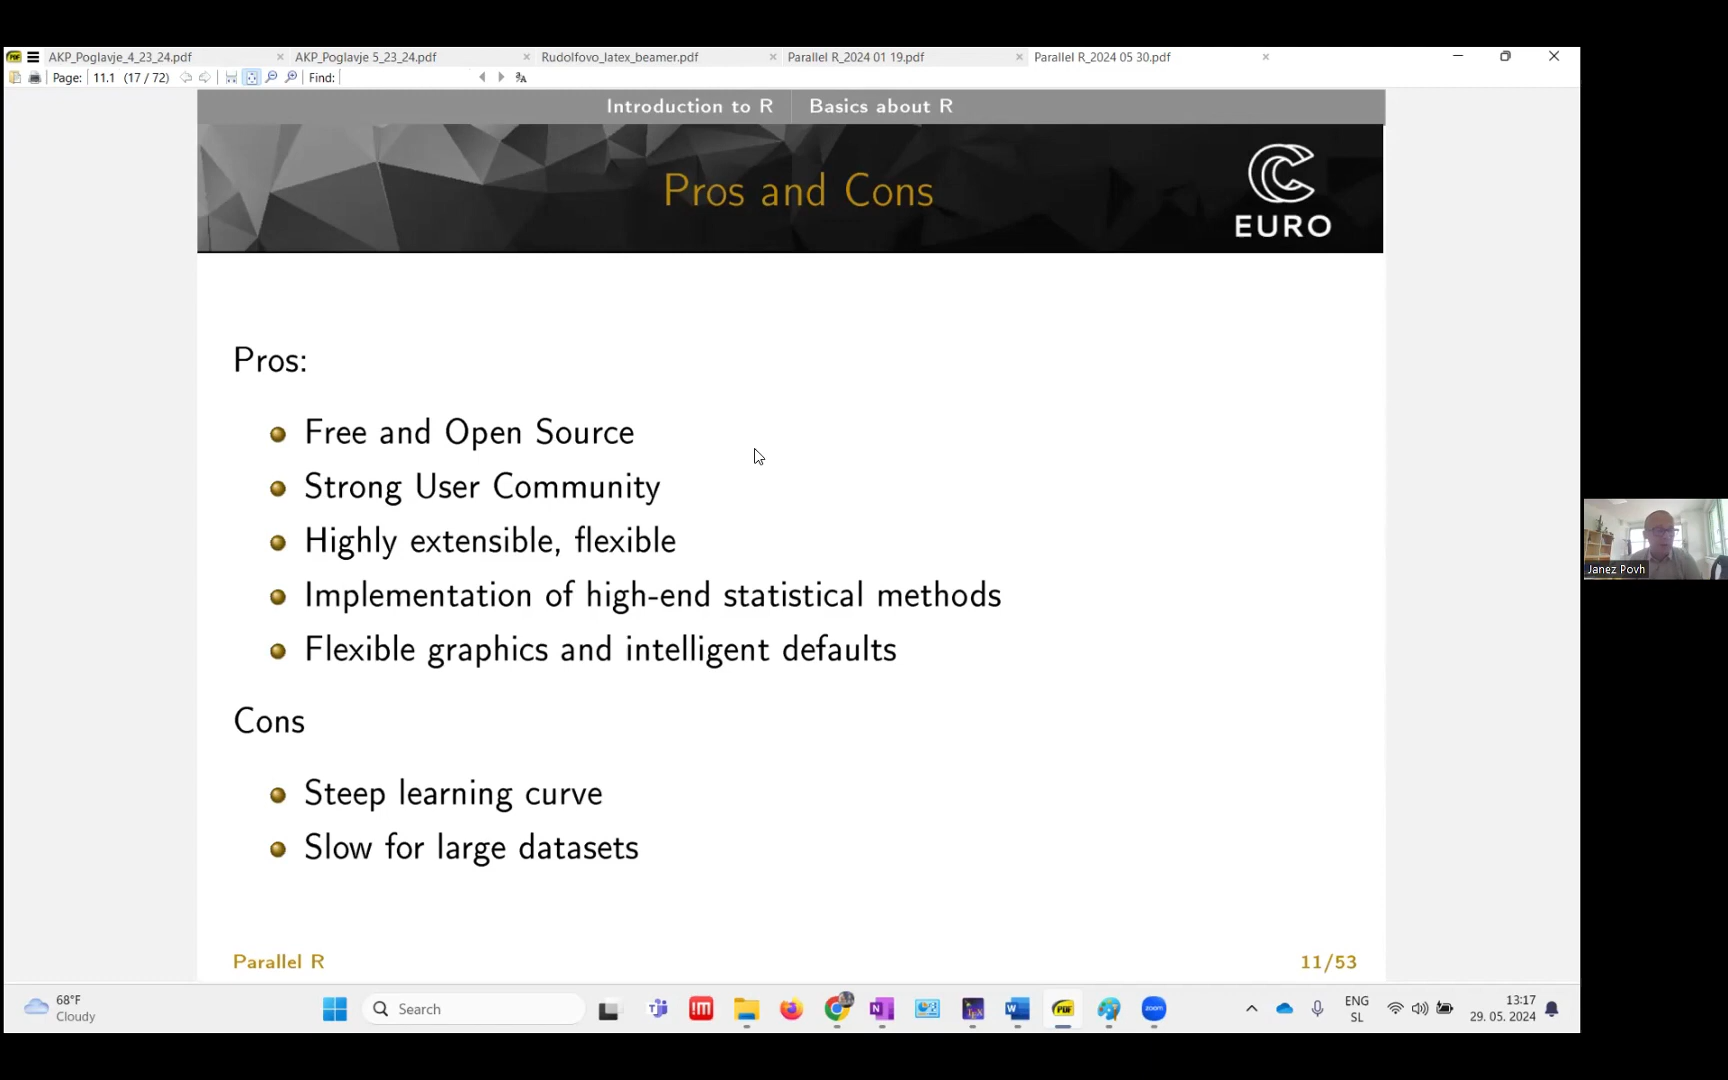 AKP_Poglavje_4_23_24.pdf × AKP_Poglavje 5_23_24.pdf × Rudolfovo_latex_beamer.pdf × Parallel R_2024 01 19.pdf × Parallel R_2024 05 30.pdf ×
Page: 11.1 (17 / 72) Find:
Introduction to R Basics about R
Pros and Cons
EURO
Pros:
Free and Open Source
Strong User Community
Highly extensible, flexible
Implementation of high-end statistical methods
Flexible graphics and intelligent defaults
Cons
Steep learning curve
Slow for large datasets
Parallel R 11/53
Janez Povh
68°F
Cloudy
Search
ENG
SL
13:17
29. 05. 2024